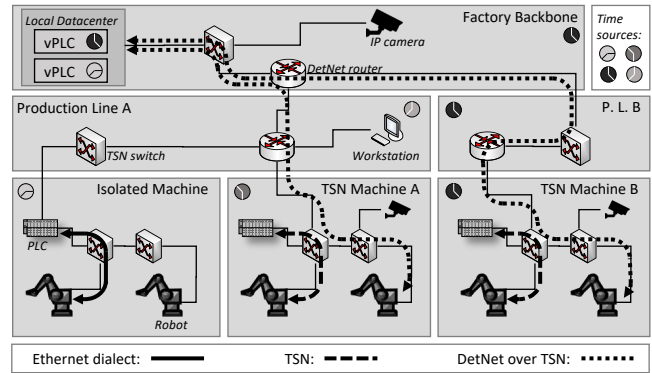 Local Datacenter
vPLC
vPLC
Factory Backbone
IP camera
DetNet router
Time
sources:
Production Line A
TSN switch
Workstation
P. L. B
Isolated Machine
PLC
Robot
TSN Machine A
TSN Machine B
Ethernet dialect:
TSN:
DetNet over TSN: